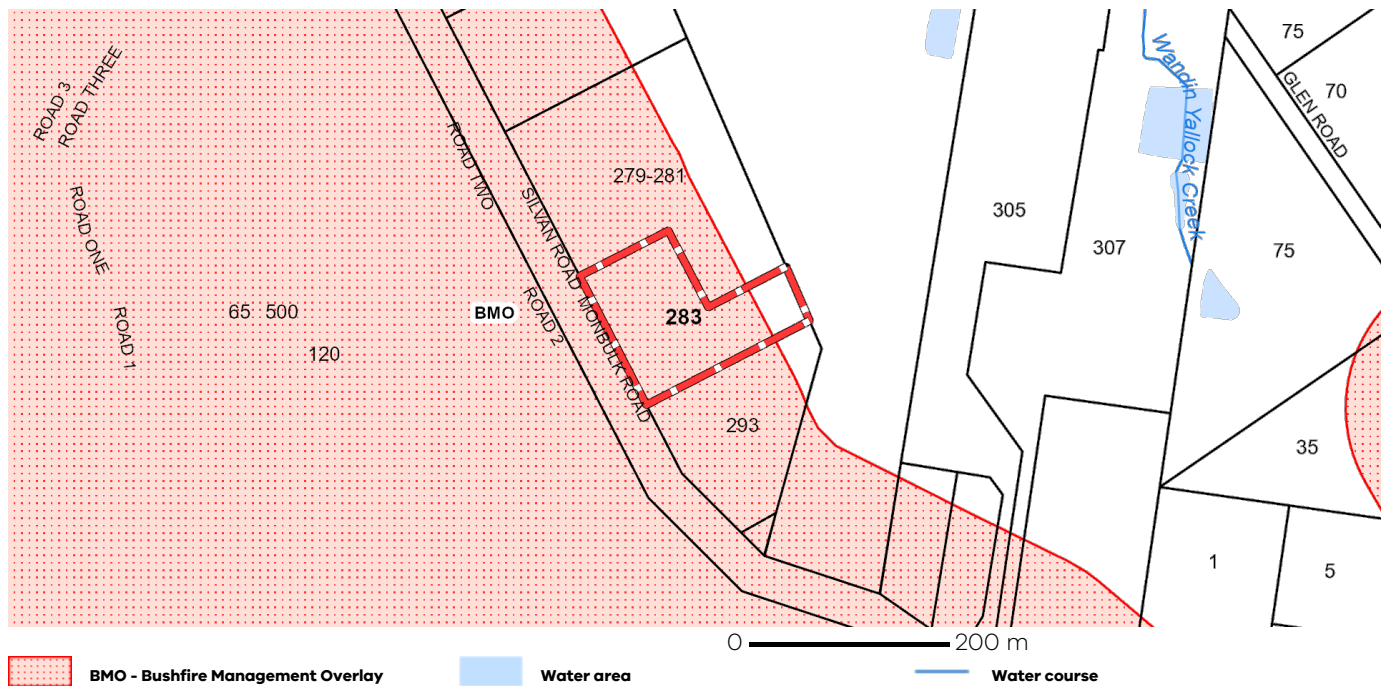 75
70
GLEN ROAD
Wandin Yallock Creek
ROAD 3
ROAD THREE
ROAD TWO
279-281
SILVAN ROAD
305
307
75
ROAD ONE
65 500
BMO
ROAD 2
MONBULK ROAD
283
ROAD 1
120
293
35
1
5
0 200 m
BMO - Bushfire Management Overlay
Water area
Water course